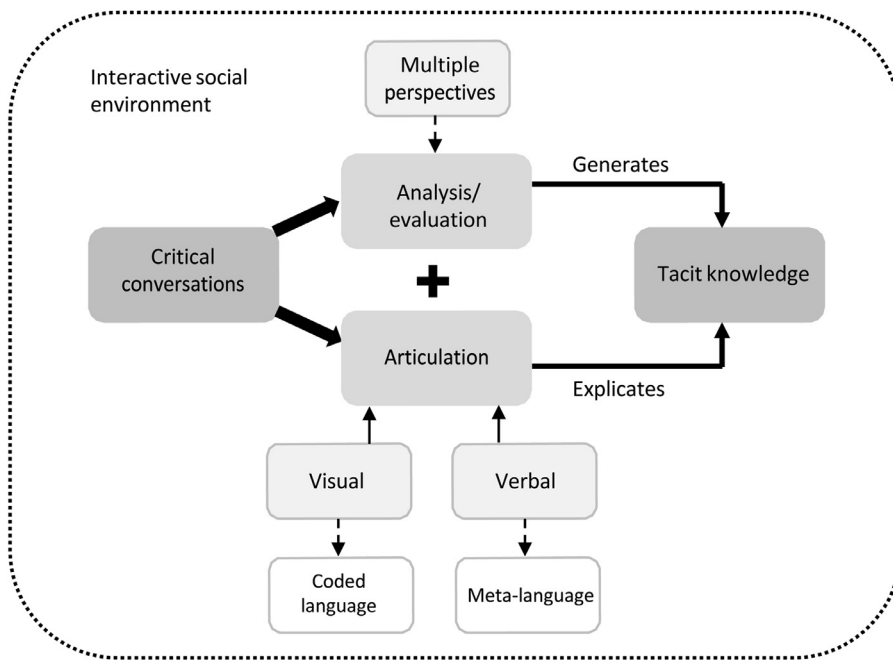 Interactive social
environment
Multiple
perspectives
Analysis/
evaluation
Generates
Critical
conversations
Tacit knowledge
Articulation
Explicates
Visual
Verbal
Coded
language
Meta-language